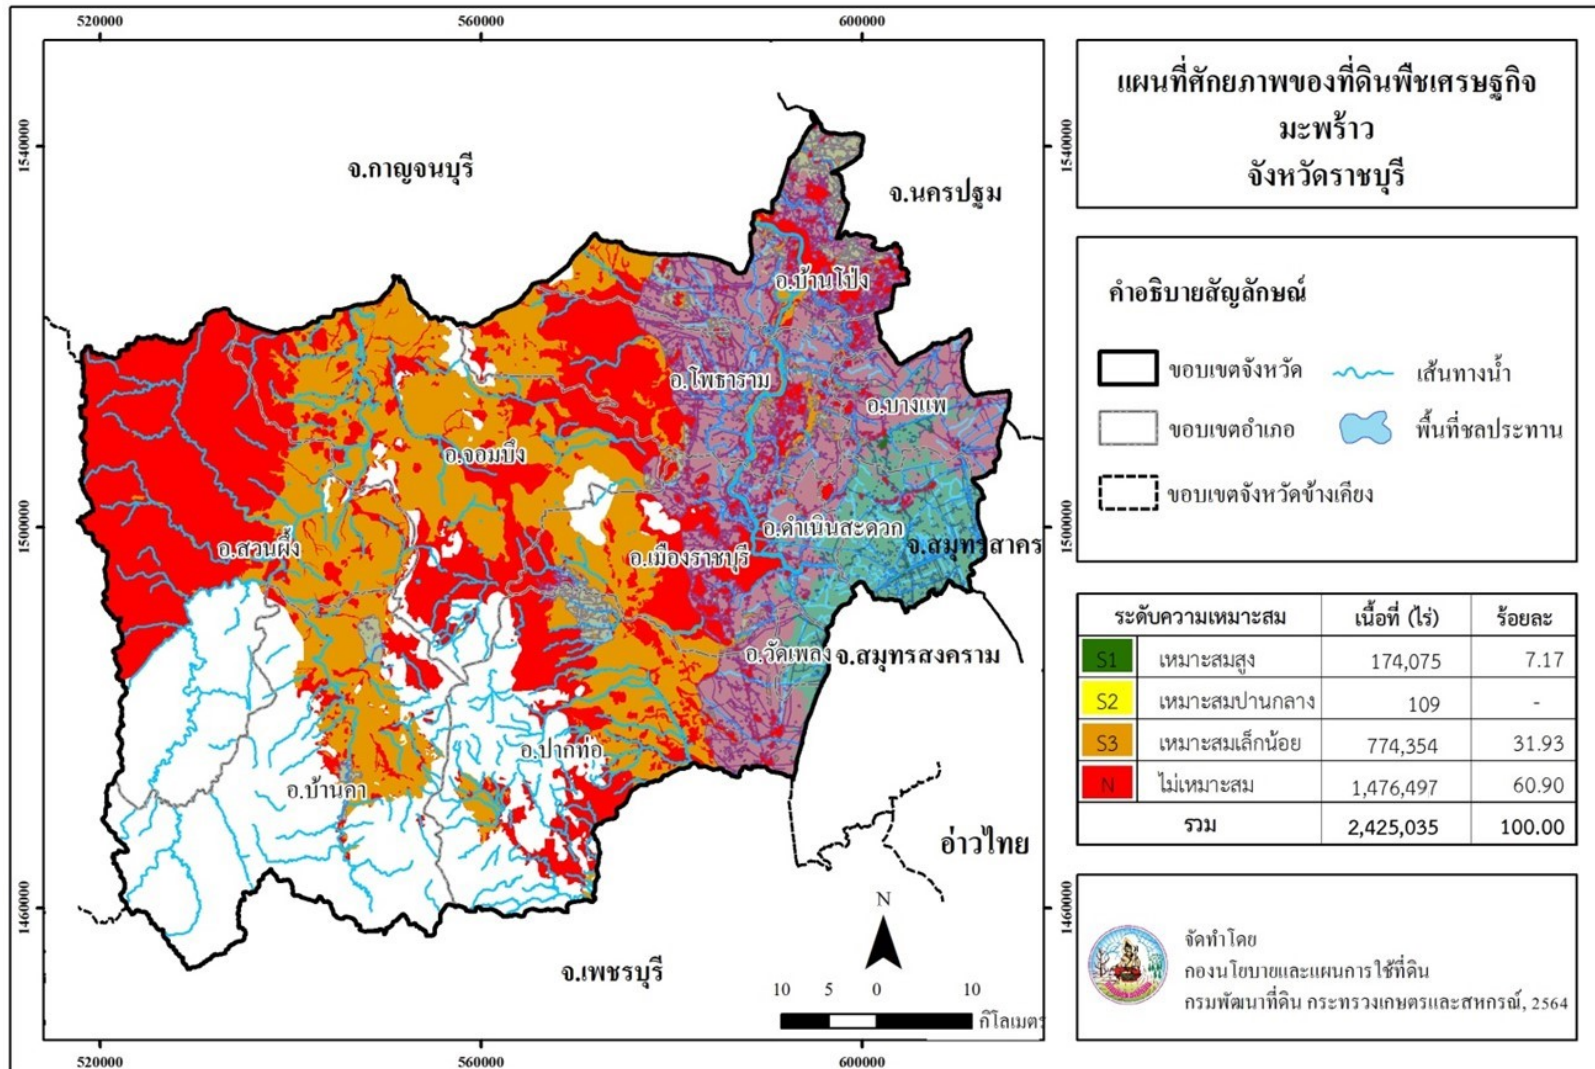 520000
560000
600000
1540000
1540000
1500000
1500000
1460000
1460000
แผนที่ศักยภาพของที่ดินพืชเศรษฐกิจ
มะพร้าว
จังหวัดราชบุรี
จ.กาญจนบุรี
จ.นครปฐม
อ.บ้านโป่ง
อ.โพธาราม
อ.บางแพ
อ.จอมบึง
อ.สวนผึ้ง
อ.ดำเนินสะดวก
จ.สมุทรสาคร
อ.เมืองราชบุรี
อ.วัดเพลง
จ.สมุทรสงคราม
อ.ปากท่อ
อ.บ้านคา
อ่าวไทย
จ.เพชรบุรี
N
10 5 0 10
กิโลเมตร
520000
560000
600000
คำอธิบายสัญลักษณ์
ขอบเขตจังหวัด
เส้นทางน้ำ
ขอบเขตอำเภอ
พื้นที่ชลประทาน
ขอบเขตจังหวัดข้างเคียง
ระดับความเหมาะสม เนื้อที่ (ไร่) ร้อยละ
S1 เหมาะสมสูง 174,075 7.17
S2 เหมาะสมปานกลาง 109 -
S3 เหมาะสมเล็กน้อย 774,354 31.93
N ไม่เหมาะสม 1,476,497 60.90
รวม 2,425,035 100.00
จัดทำโดย
กองนโยบายและแผนการใช้ที่ดิน
กรมพัฒนาที่ดิน กระทรวงเกษตรและสหกรณ์, 2564